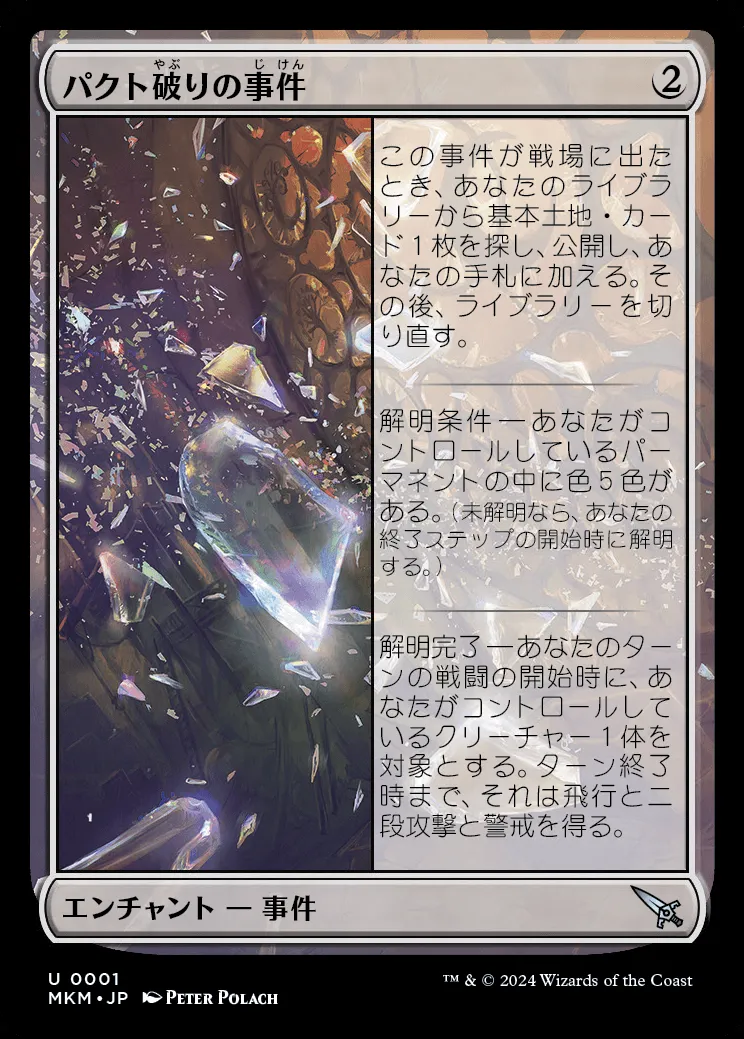 パクト破りの事件
やぶ じけん
2
この事件が戦場に出た
とき、あなたのライブラ
リーから基本土地・カー
ド１枚を探し、公開し、あ
なたの手札に加える。そ
の後、ライブラリーを切
り直す。
解明条件 ― あなたがコ
ントロールしているパー
マネントの中に色５色が
ある。（未解明なら、あなたの
終了ステップの開始時に解明
する。）
解明完了 ― あなたのター
ンの戦闘の開始時に、あ
なたがコントロールして
いるクリーチャー１体を
対象とする。ターン終了
時まで、それは飛行と二
段攻撃と警戒を得る。
エンチャント ― 事件
U 0001
MKM • JP PETER POLACH
™ & © 2024 Wizards of the Coast